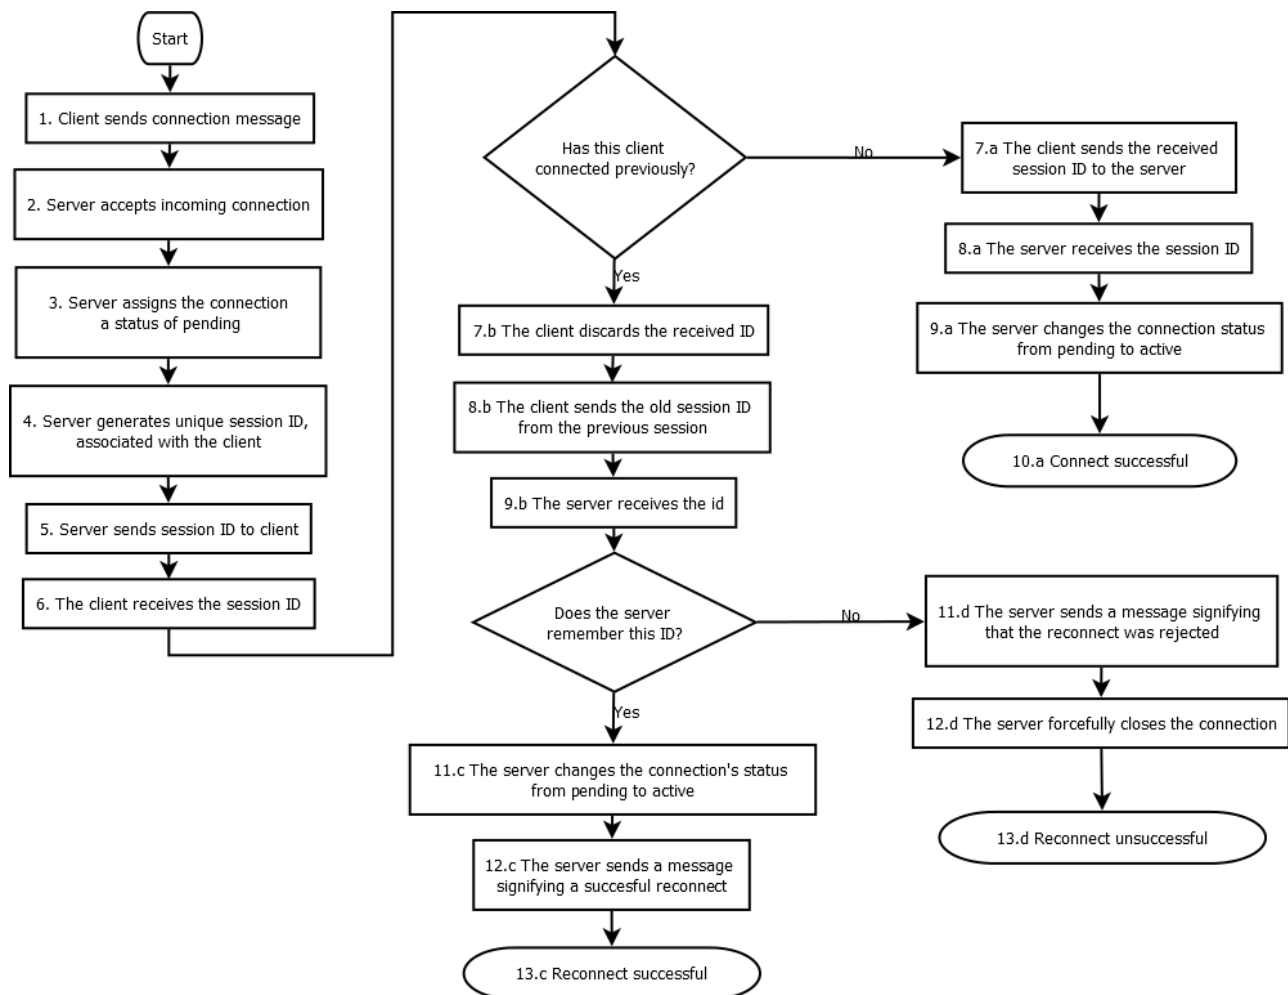 Start
1. Client sends connection message
2. Server accepts incoming connection
3. Server assigns the connection
a status of pending
4. Server generates unique session ID,
associated with the client
5. Server sends session ID to client
6. The client receives the session ID
Has this client
connected previously?
No
7.a The client sends the received
session ID to the server
8.a The server receives the session ID
9.a The server changes the connection status
from pending to active
10.a Connect successful
Yes
7.b The client discards the received ID
8.b The client sends the old session ID
from the previous session
9.b The server receives the id
Does the server
remember this ID?
No
11.d The server sends a message signifying
that the reconnect was rejected
12.d The server forcefully closes the connection
13.d Reconnect unsuccessful
Yes
11.c The server changes the connection's status
from pending to active
12.c The server sends a message
signifying a succesful reconnect
13.c Reconnect successful